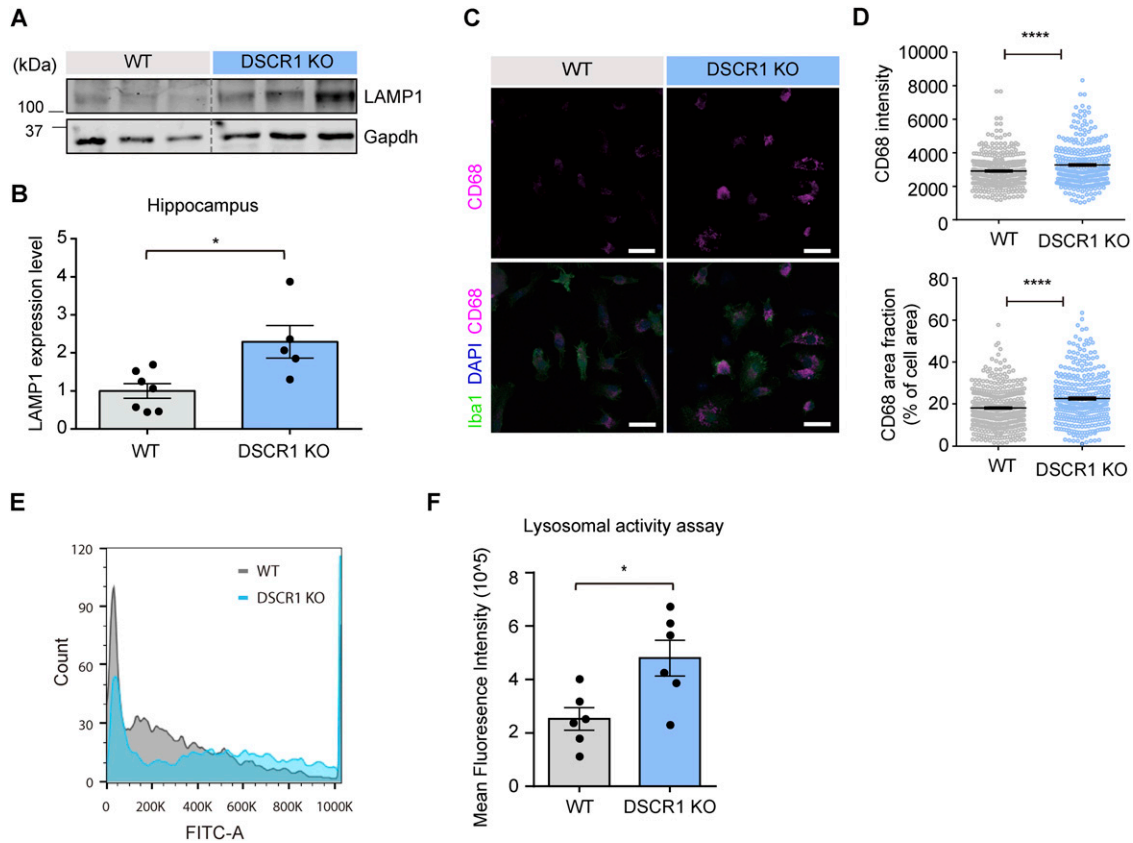 A
(kDa)
WT
DSCR1 KO
100
LAMP1
37
Gapdh
B
Hippocampus
LAMP1 expression level
5
4
3
2
1
0
*
WT
DSCR1 KO
C
WT
DSCR1 KO
CD68
Iba1 DAPI CD68
D
CD68 intensity
10000
8000
6000
4000
2000
0
****
WT
DSCR1 KO
CD68 area fraction
(% of cell area)
80
60
40
20
0
****
WT
DSCR1 KO
E
Count
120
90
60
30
0
WT
DSCR1 KO
0
200K
400K
600K
800K
1000K
FITC-A
F
Lysosomal activity assay
Mean Fluoresence Intensity (10^5)
8
6
4
2
0
*
WT
DSCR1 KO